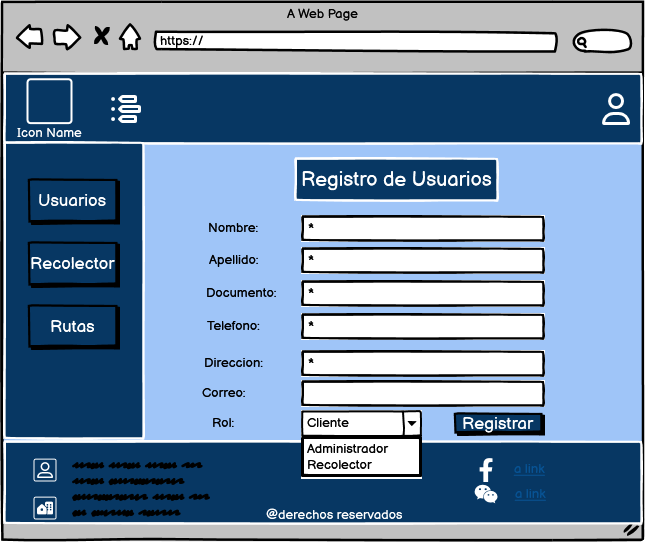 A Web Page
https://
Icon Name
Usuarios
Recolector
Rutas
Registro de Usuarios
Nombre: *
Apellido: *
Documento: *
Telefono: *
Direccion: *
Correo:
Rol: Cliente
Registrar
Administrador
Recolector
a link
a link
@derechos reservados